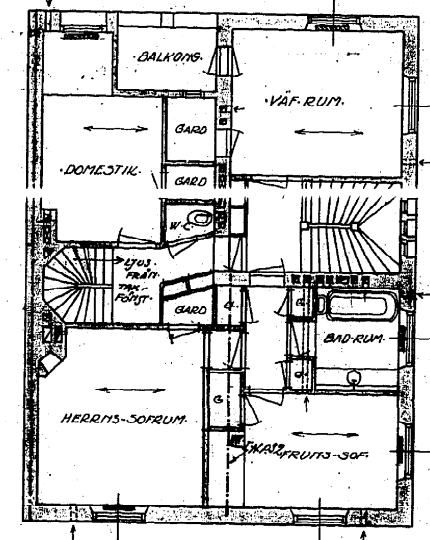 BALKONG.
·VÄF·RUM·
GARD
·DOMESTIK·
GARD
W.C.
LJUS·
FRÅN·
TAK·
FÖNST·
GARD
G
G.
BAD·RUM·
G
G
HERRNS·SOFRUM·
FRUNS·SOF·